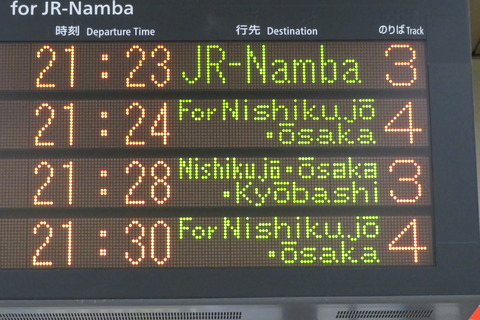 for JR-Namba
時刻 Departure Time 行先 Destination のりば Track
21:23 JR-Namba 3
21:24 For Nishikujō
・ōsaka 4
21:28 Nishikujō・ōsaka
・Kyōbashi 3
21:30 For Nishikujō
・ōsaka 4